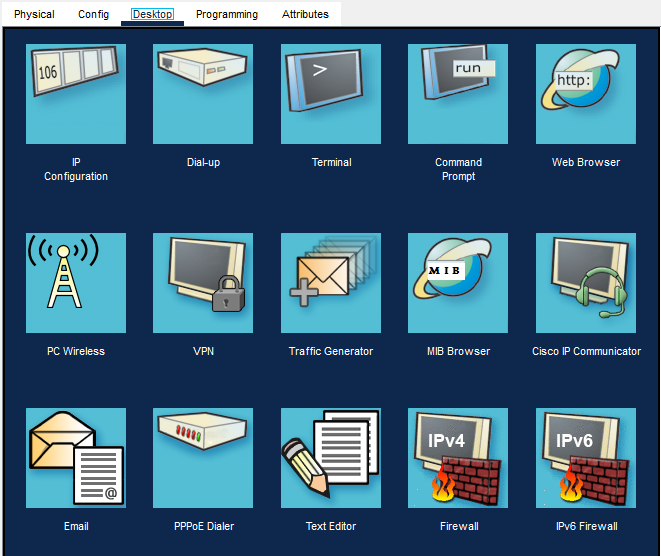 Physical Config Desktop Programming Attributes
106
>
run
http:
IP
Configuration
Dial-up
Terminal
Command
Prompt
Web Browser
MIB
PC Wireless
VPN
Traffic Generator
MIB Browser
Cisco IP Communicator
@
IPv4
IPv6
Email
PPPoE Dialer
Text Editor
Firewall
IPv6 Firewall